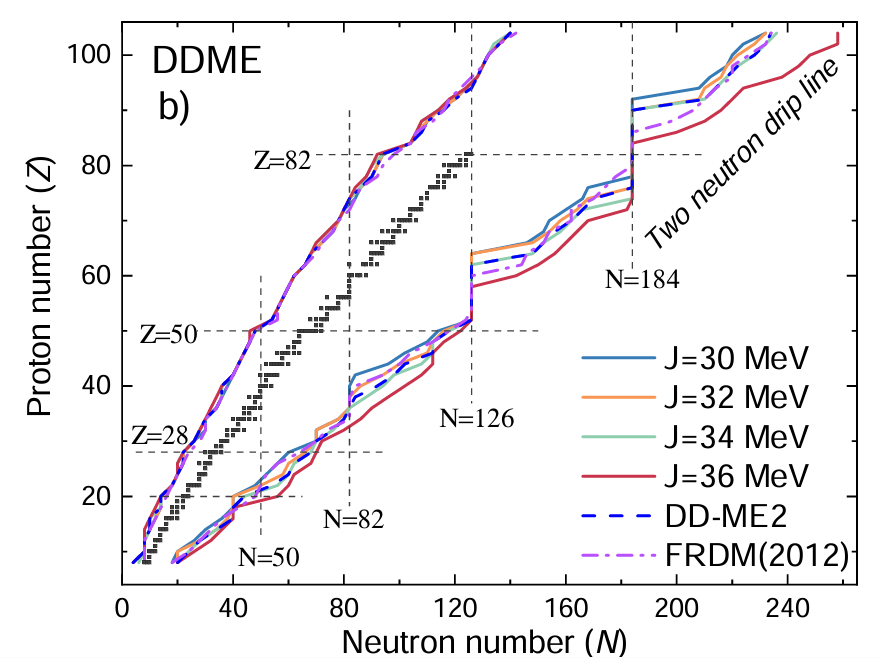 DDME
b)
100
80
60
40
20
Proton number (Z)
Z=82
Z=50
Z=28
N=50
N=82
N=126
N=184
Two neutron drip line
J=30 MeV
J=32 MeV
J=34 MeV
J=36 MeV
DD-ME2
FRDM(2012)
0 40 80 120 160 200 240
Neutron number (N)